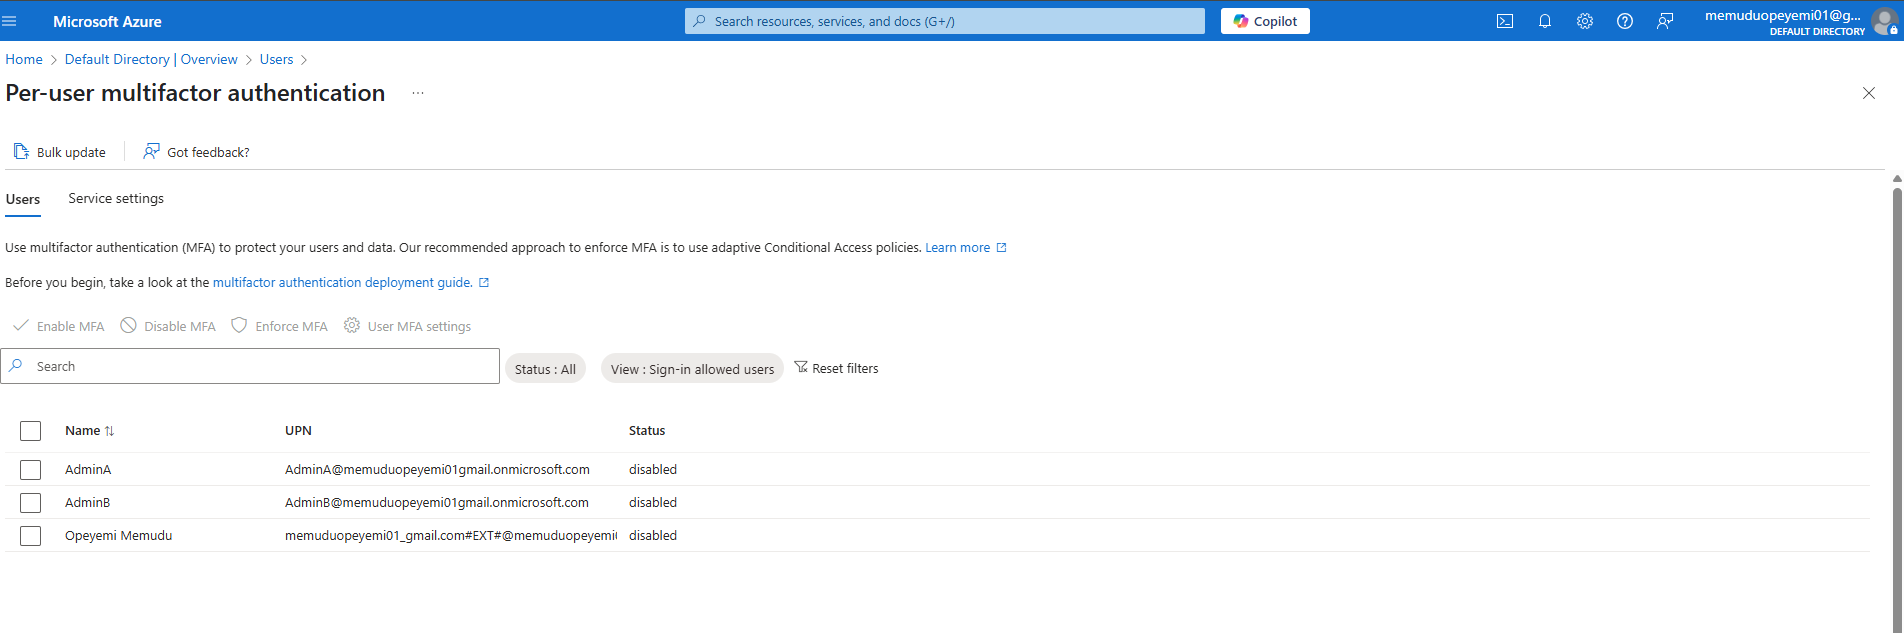 Microsoft Azure
Search resources, services, and docs (G+/)
Copilot
memuduopeyemi01@g...
DEFAULT DIRECTORY
Home > Default Directory | Overview > Users >
Per-user multifactor authentication ...
Bulk update
Got feedback?
Users
Service settings
Use multifactor authentication (MFA) to protect your users and data. Our recommended approach to enforce MFA is to use adaptive Conditional Access policies. Learn more
Before you begin, take a look at the multifactor authentication deployment guide.
Enable MFA
Disable MFA
Enforce MFA
User MFA settings
Search
Status : All
View : Sign-in allowed users
Reset filters
Name UPN Status
AdminA AdminA@memuduopeyemi01gmail.onmicrosoft.com disabled
AdminB AdminB@memuduopeyemi01gmail.onmicrosoft.com disabled
Opeyemi Memudu memuduopeyemi01_gmail.com#EXT#@memuduopeyemi disabled